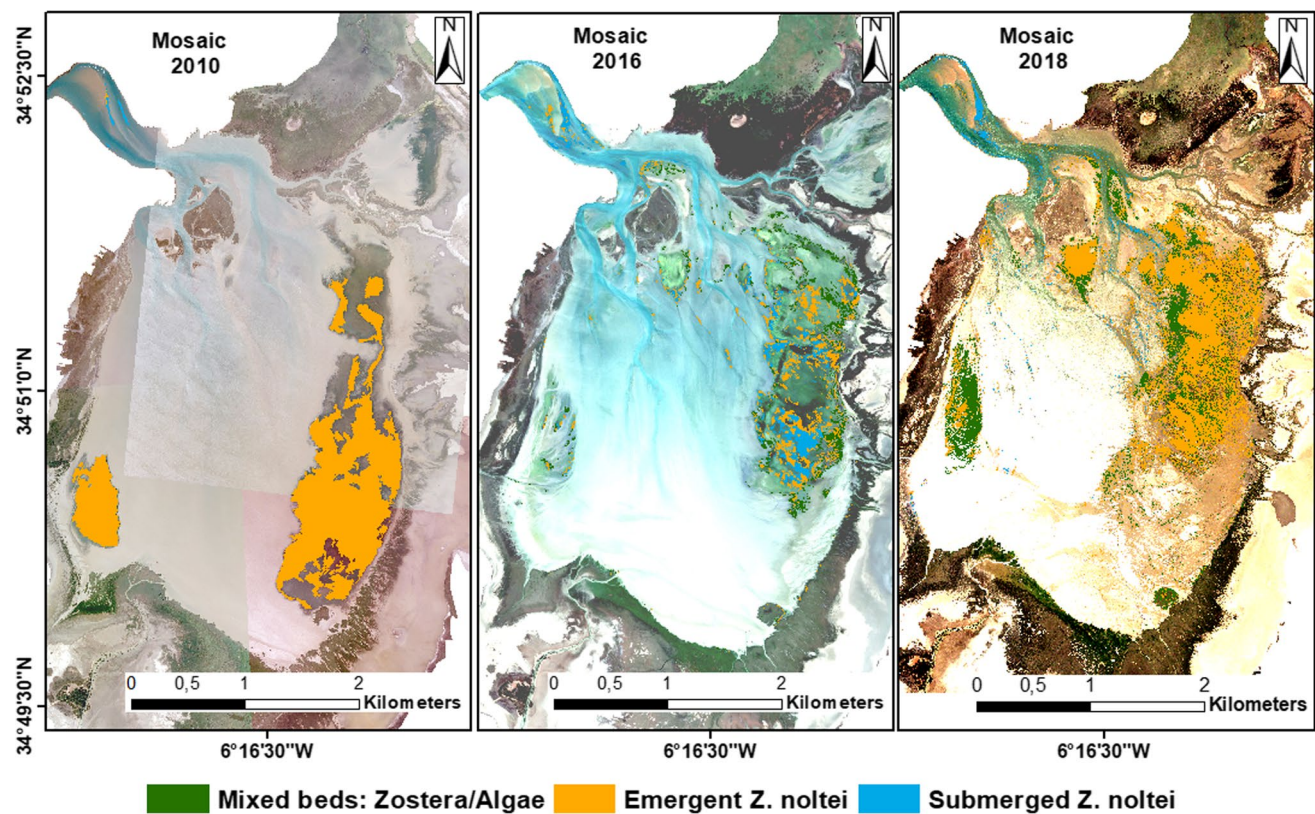 Mosaic
2010
N
Mosaic
2016
N
Mosaic
2018
N
34°52'30"N
34°51'0"N
34°49'30"N
0 0,5 1 2
Kilometers
0 0,5 1 2
Kilometers
0 0,5 1 2
Kilometers
6°16'30"W
6°16'30"W
6°16'30"W
Mixed beds: Zostera/Algae
Emergent Z. noltei
Submerged Z. noltei